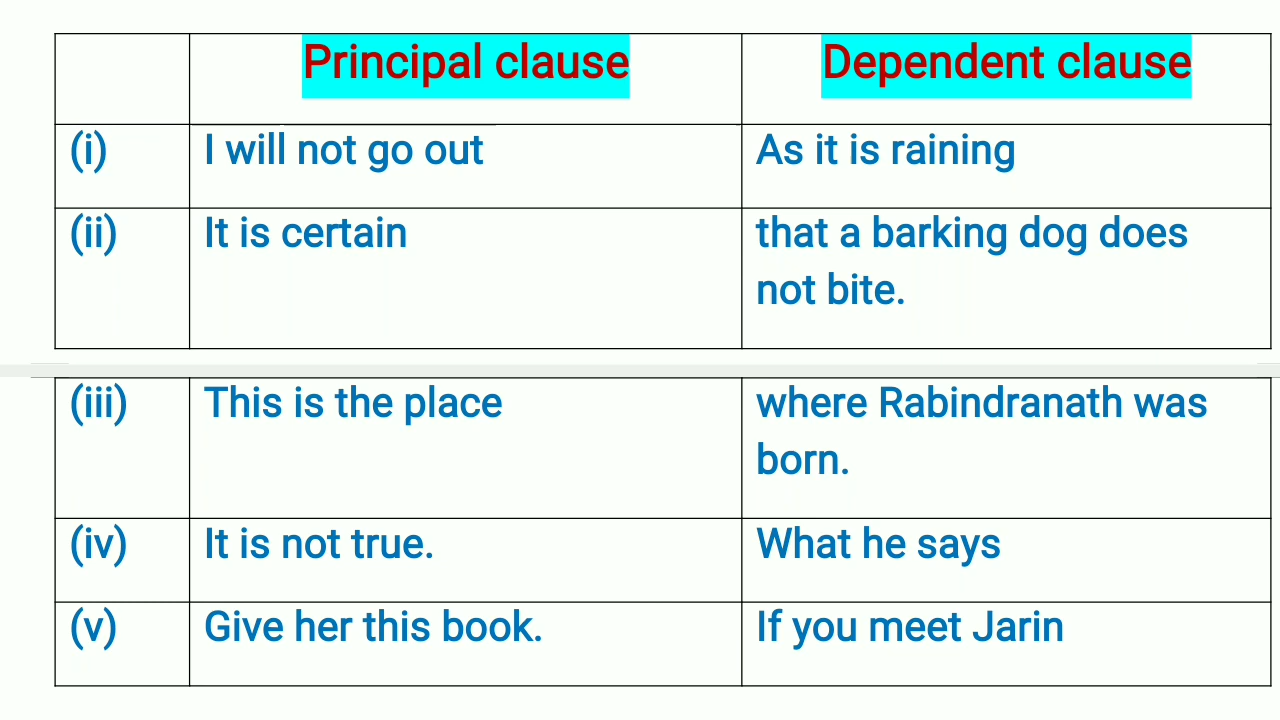 Principal clause Dependent clause
(i) I will not go out As it is raining
(ii) It is certain that a barking dog does
not bite.
(iii) This is the place where Rabindranath was
born.
(iv) It is not true. What he says
(v) Give her this book. If you meet Jarin